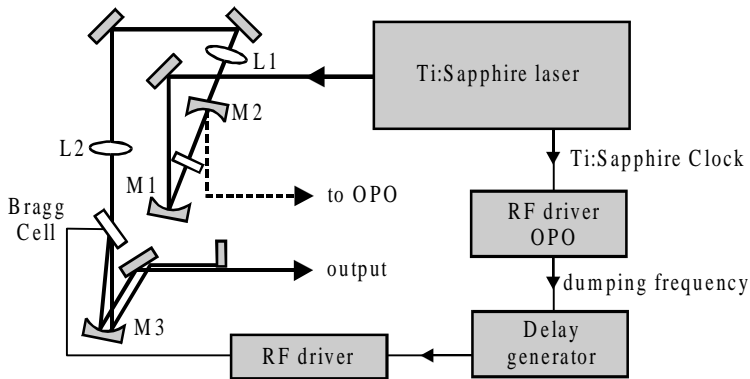 Ti:Sapphire laser
L1
M2
L2
Ti:Sapphire Clock
M1
to OPO
Bragg
Cell
RF driver
OPO
output
dumping frequency
M3
RF driver
Delay
generator